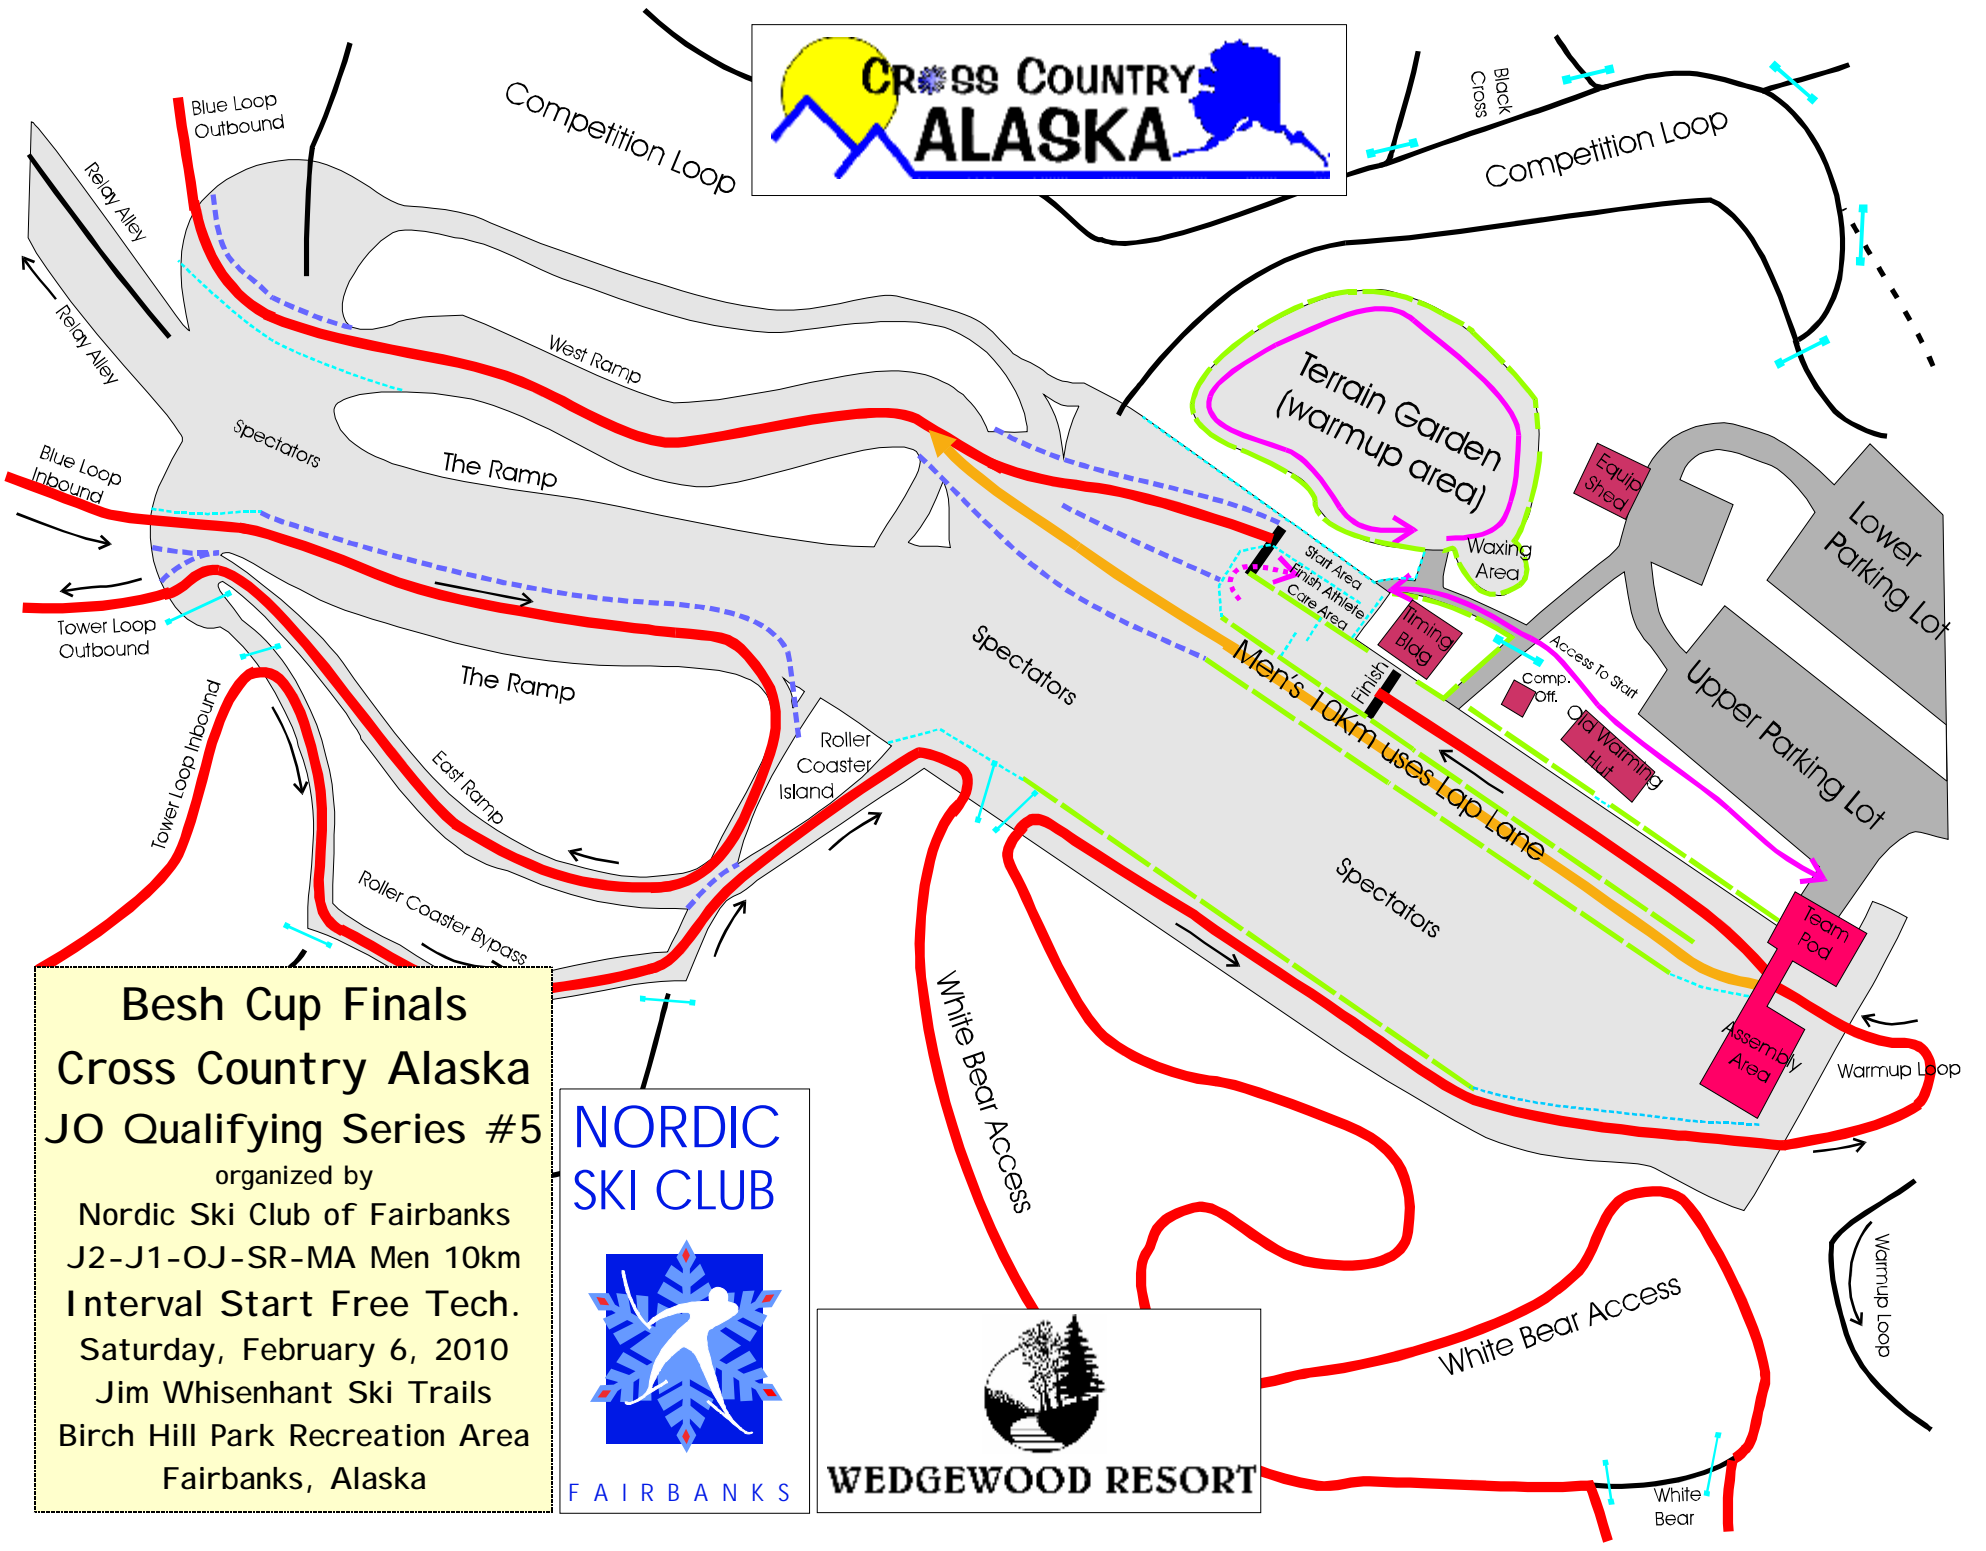 CROSS COUNTRY
ALASKA
Blue Loop
Outbound
Competition Loop
Black
Cross
Competition Loop
Relay Alley
Relay Alley
West Ramp
Terrain Garden
(warmup area)
Spectators
The Ramp
Blue Loop
Inbound
Equip
Shed
Lower
Parking Lot
Waxing
Area
Start Area
Finish Athlete
Care Area
Timing
Bldg
Tower Loop
Outbound
The Ramp
Spectators
Men's 10km uses Lap Lane
Finish
Access To Start
Comp.
Off.
Old Warming
Hut
Upper Parking Lot
Tower Loop Inbound
East Ramp
Roller
Coaster
Island
Roller Coaster Bypass
Spectators
Team
Pod
Assembly
Area
Warmup Loop
White Bear Access
Besh Cup Finals
Cross Country Alaska
JO Qualifying Series #5
organized by
Nordic Ski Club of Fairbanks
J2-J1-OJ-SR-MA Men 10km
Interval Start Free Tech.
Saturday, February 6, 2010
Jim Whisenhant Ski Trails
Birch Hill Park Recreation Area
Fairbanks, Alaska
NORDIC
SKI CLUB
FAIRBANKS
WEDGEWOOD RESORT
White Bear Access
Warmup Loop
White
Bear